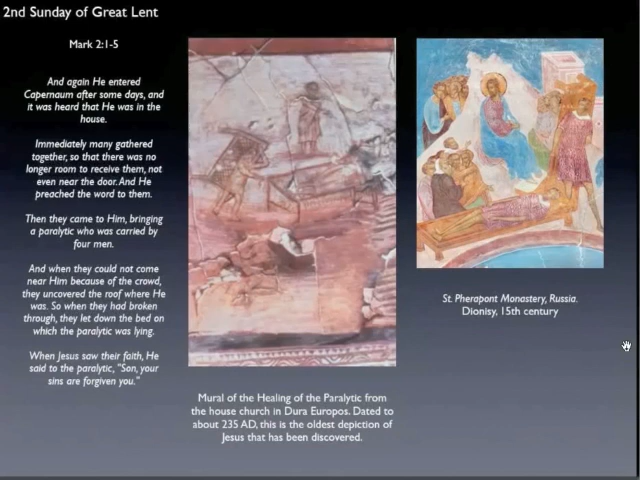 2nd Sunday of Great Lent
Mark 2:1-5
And again He entered
Capernaum after some days, and
it was heard that He was in the
house.
Immediately many gathered
together, so that there was no
longer room to receive them, not
even near the door. And He
preached the word to them.
Then they came to Him, bringing
a paralytic who was carried by
four men.
And when they could not come
near Him because of the crowd,
they uncovered the roof where He
was. So when they had broken
through, they let down the bed on
which the paralytic was lying.
When Jesus saw their faith, He
said to the paralytic, "Son, your
sins are forgiven you."
Mural of the Healing of the Paralytic from
the house church in Dura Europos. Dated to
about 235 AD, this is the oldest depiction of
Jesus that has been discovered.
St. Pherapont Monastery, Russia.
Dionisy, 15th century